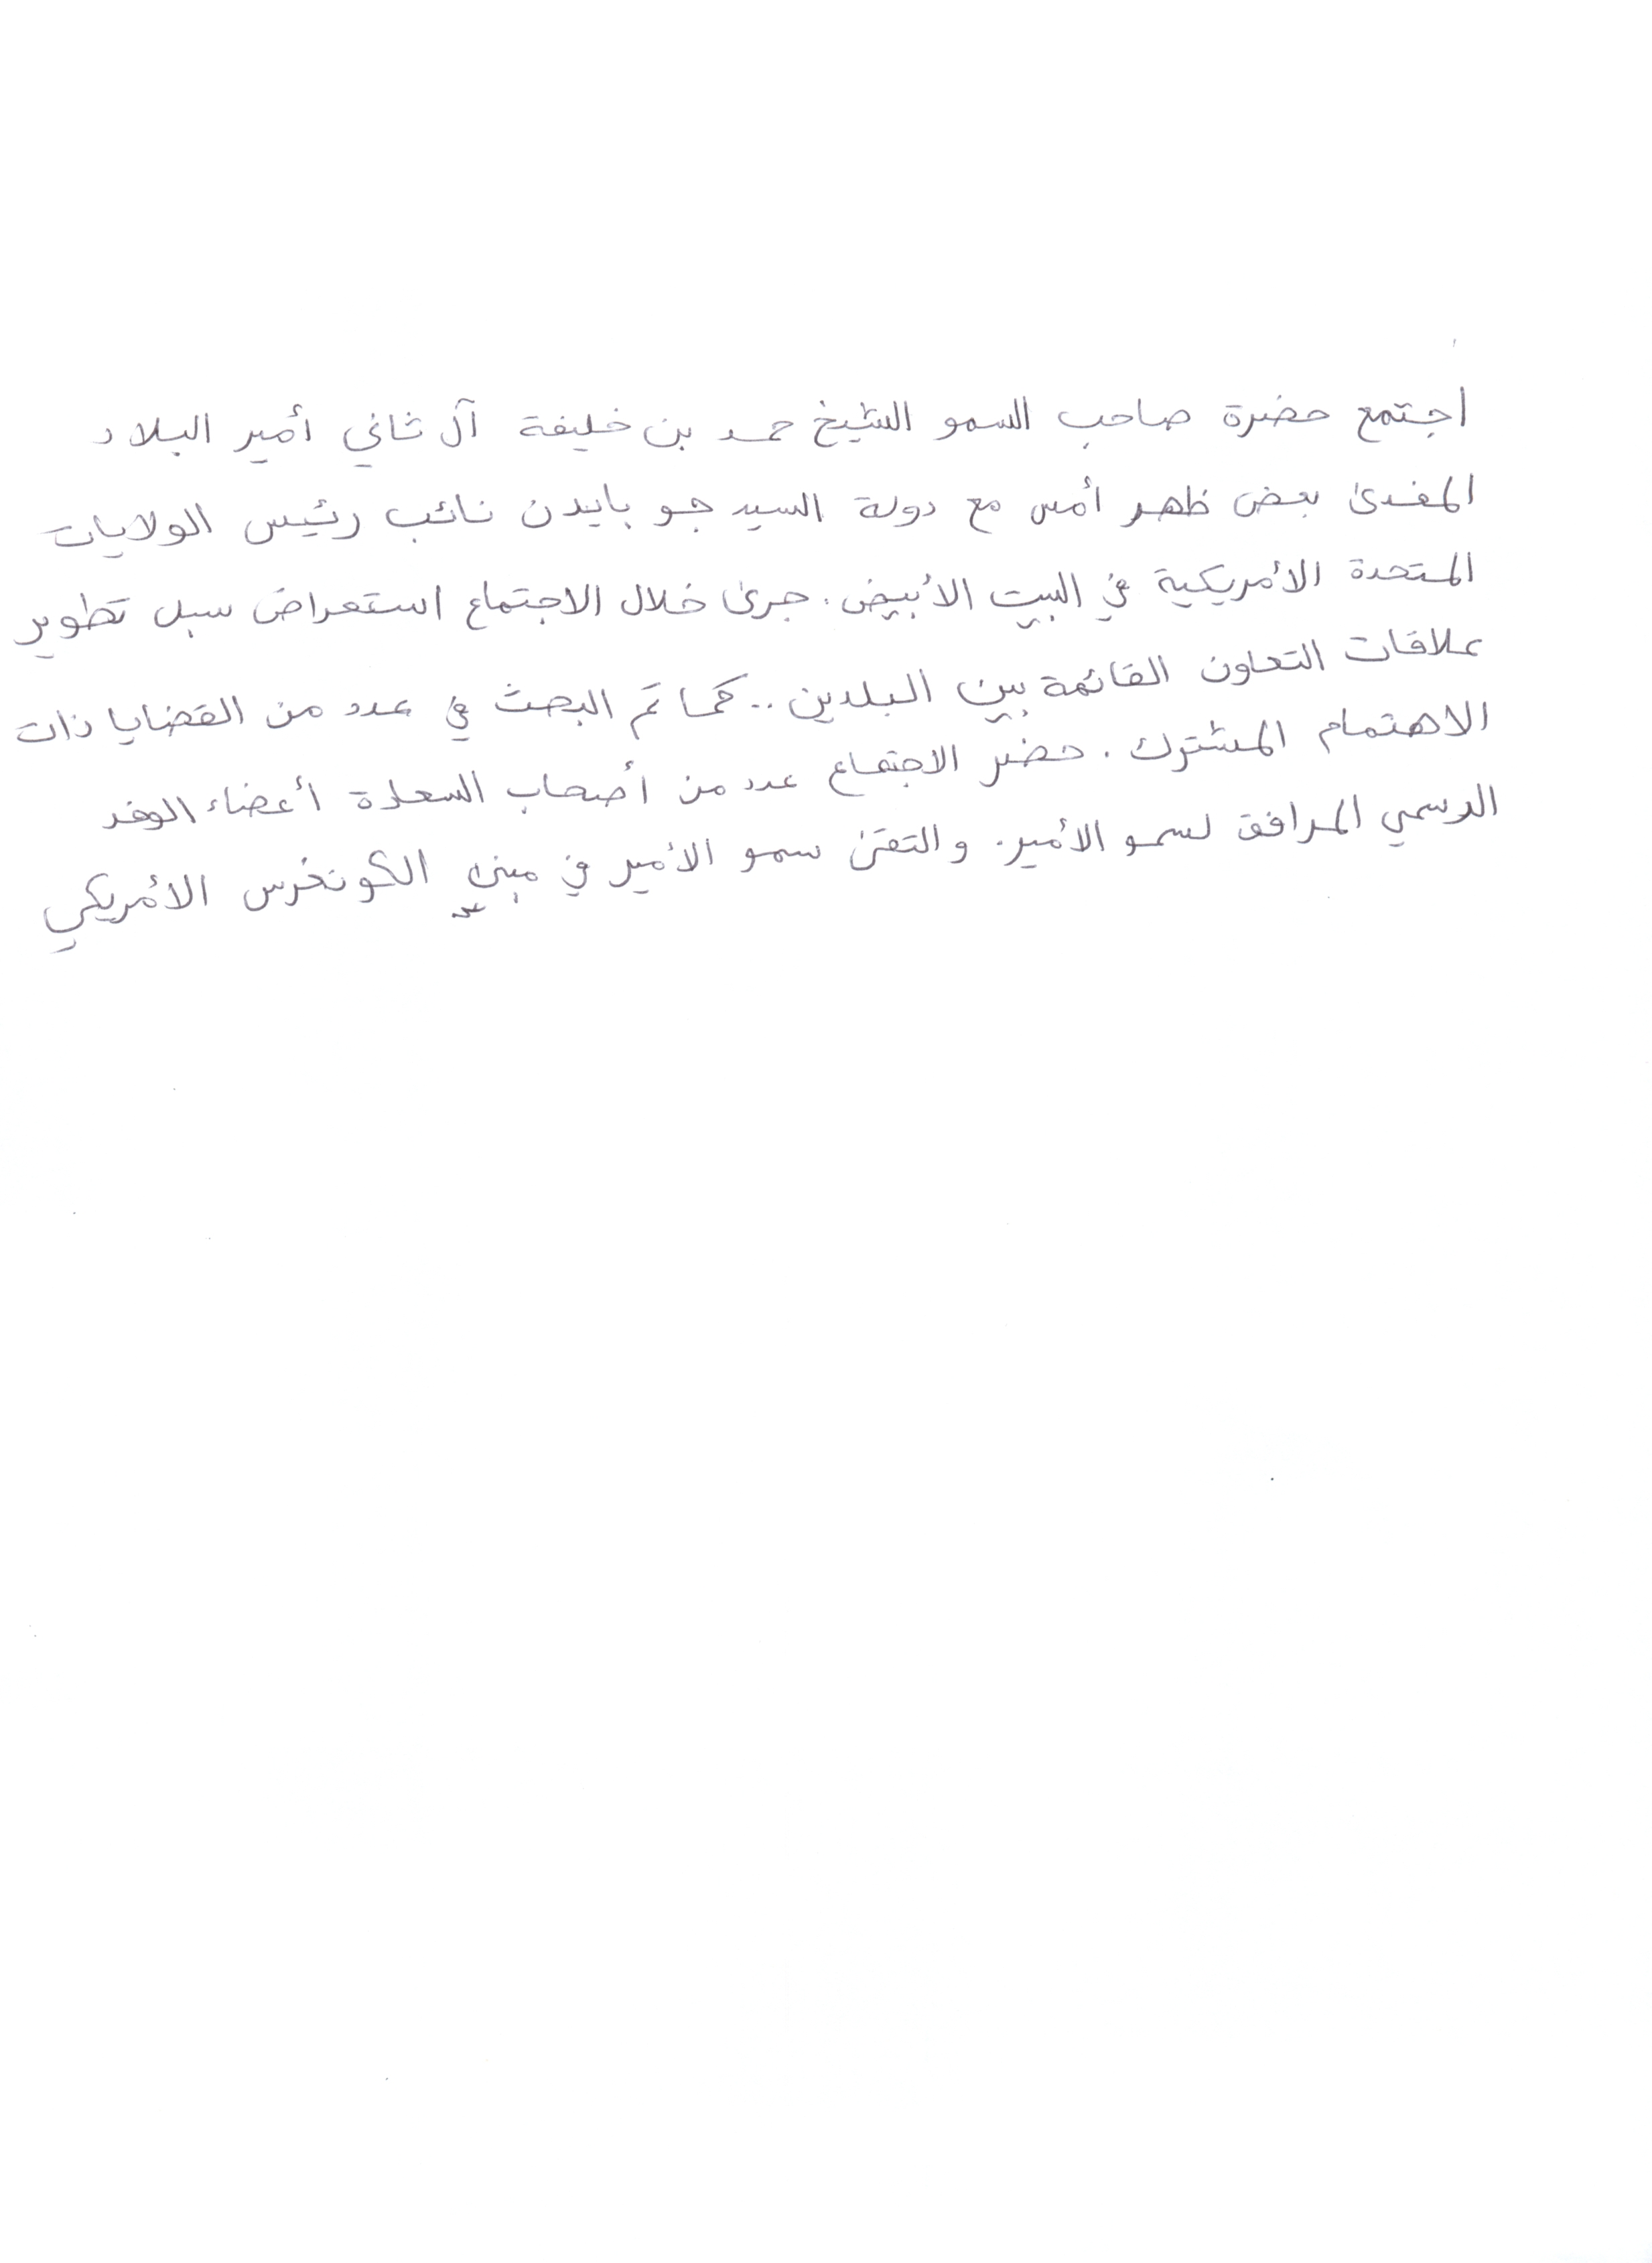 اجتمع حضرة صاحب السمو الشيخ حمد بن خليفة آل ثاني أمير البلاد
المفدى بعض ظهر أمس مع دولة السيد جو بايدن نائب رئيس الولايات
المتحدة الأمريكية في البيت الأبيض. جرى خلال الاجتماع استعراض سبل تطوير
علاقات التعاون القائمة بين البلدين .. كما تم البحث في عدد من القضايا ذات
الاهتمام المشترك . حضر الاجتماع عدد من أصحاب السعادة أعضاء الوفد
الرسمي المرافق لسمو الأمير. والتقى سمو الأمير في مبنى الكونغرس الأمريكي